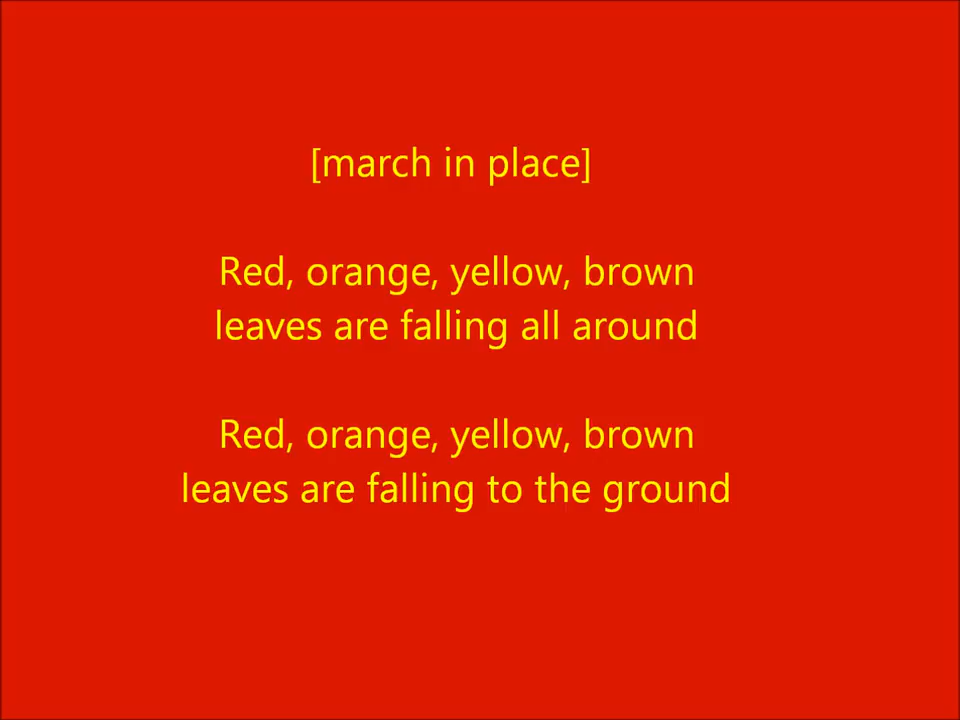 [march in place]
Red, orange, yellow, brown
leaves are falling all around
Red, orange, yellow, brown
leaves are falling to the ground